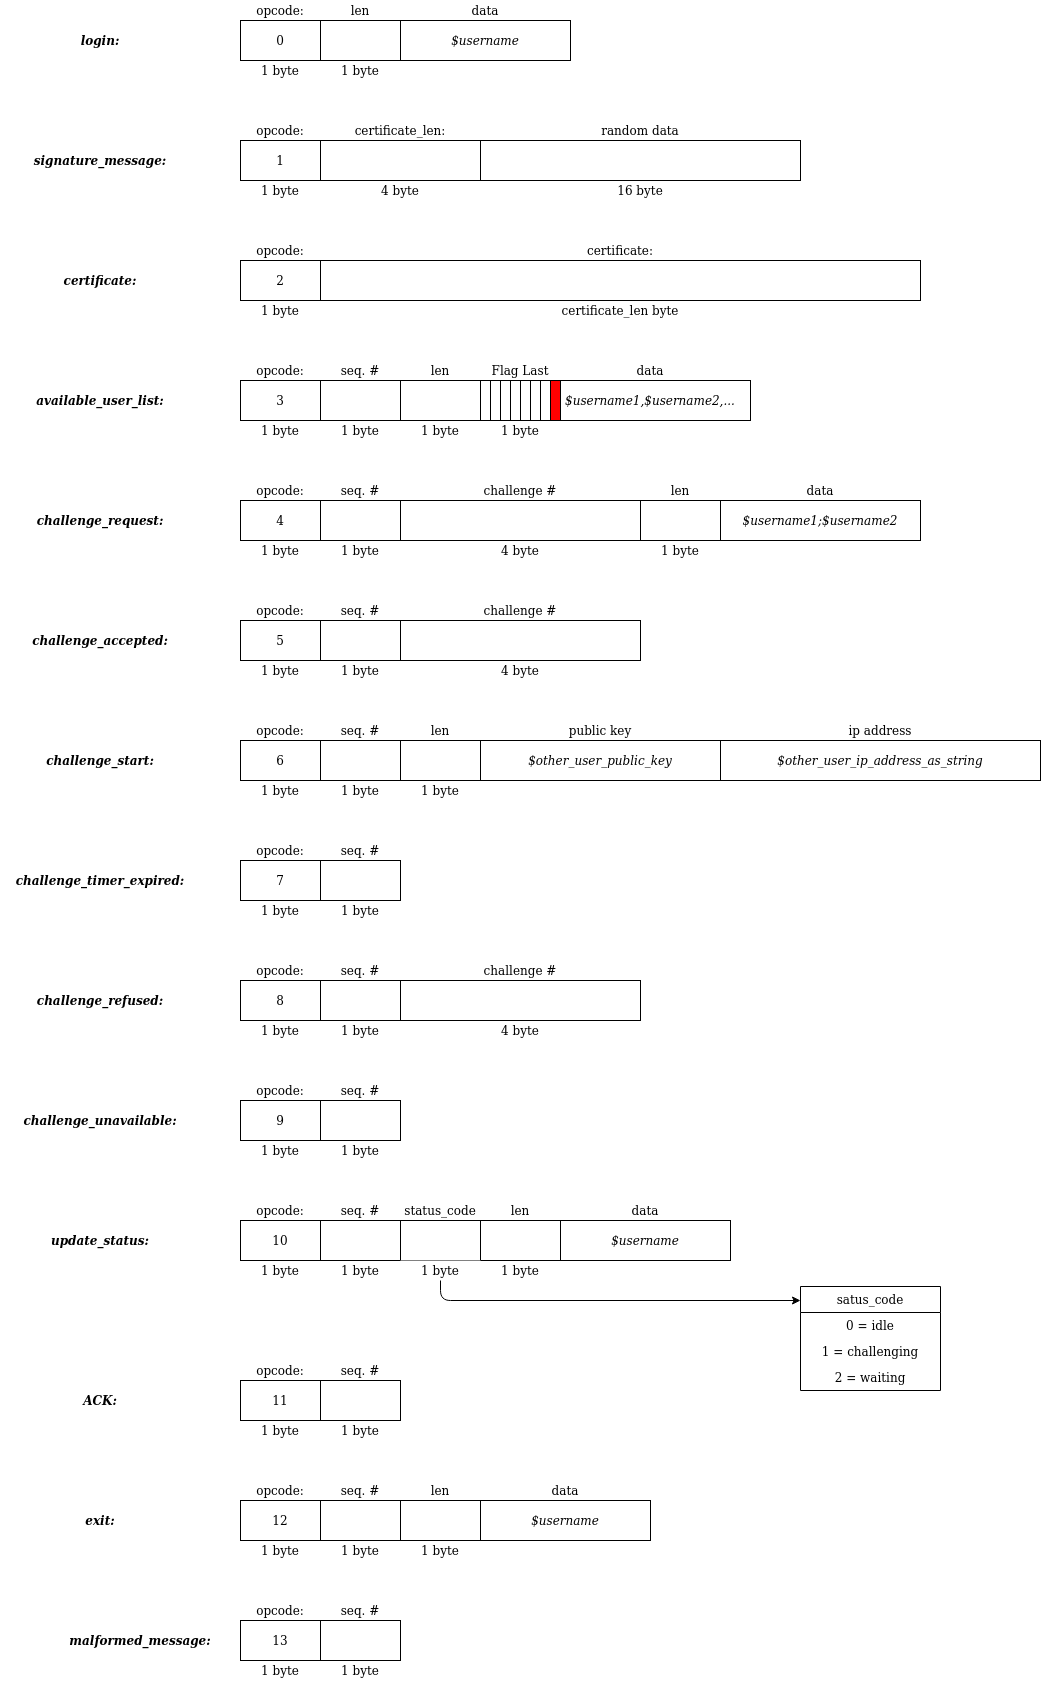 opcode: len data
login: 0 $username
1 byte 1 byte
opcode: certificate_len: random data
signature_message: 1
1 byte 4 byte 16 byte
opcode: certificate:
certificate: 2
1 byte certificate_len byte
opcode: seq. # len Flag Last data
available_user_list: 3 $username1,$username2,...
1 byte 1 byte 1 byte 1 byte
opcode: seq. # challenge # len data
challenge_request: 4 $username1;$username2
1 byte 1 byte 4 byte 1 byte
opcode: seq. # challenge #
challenge_accepted: 5
1 byte 1 byte 4 byte
opcode: seq. # len public key ip address
challenge_start: 6 $other_user_public_key $other_user_ip_address_as_string
1 byte 1 byte 1 byte
opcode: seq. #
challenge_timer_expired: 7
1 byte 1 byte
opcode: seq. # challenge #
challenge_refused: 8
1 byte 1 byte 4 byte
opcode: seq. #
challenge_unavailable: 9
1 byte 1 byte
opcode: seq. # status_code len data
update_status: 10 $username
1 byte 1 byte 1 byte 1 byte
satus_code
0 = idle
1 = challenging
2 = waiting
opcode: seq. #
ACK: 11
1 byte 1 byte
opcode: seq. # len data
exit: 12 $username
1 byte 1 byte 1 byte
opcode: seq. #
malformed_message: 13
1 byte 1 byte